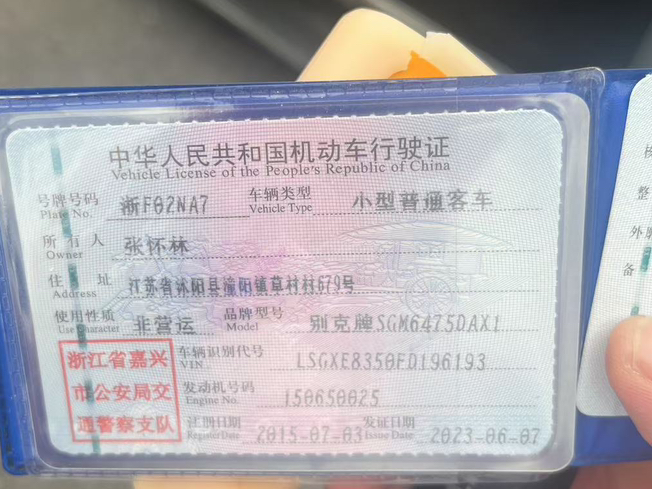 中华人民共和国机动车行驶证
Vehicle License of the People's Republic of China
号牌号码 浙F02NA7 车辆类型 小型普通客车
Plate No. Vehicle Type
所有人 张怀林
Owner
住址 江苏省沭阳县潼阳镇草村村679号
Address
使用性质 非营运 品牌型号 别克牌SGM6475DAX1
Use Character Model
浙江省嘉兴
市公安局交
通警察支队
车辆识别代号 LSGXE8350FD196193
VIN
发动机号码 150650025
Engine No.
注册日期 2015-07-03 发证日期 2023-06-07
Register Date Issue Date
整
外
备